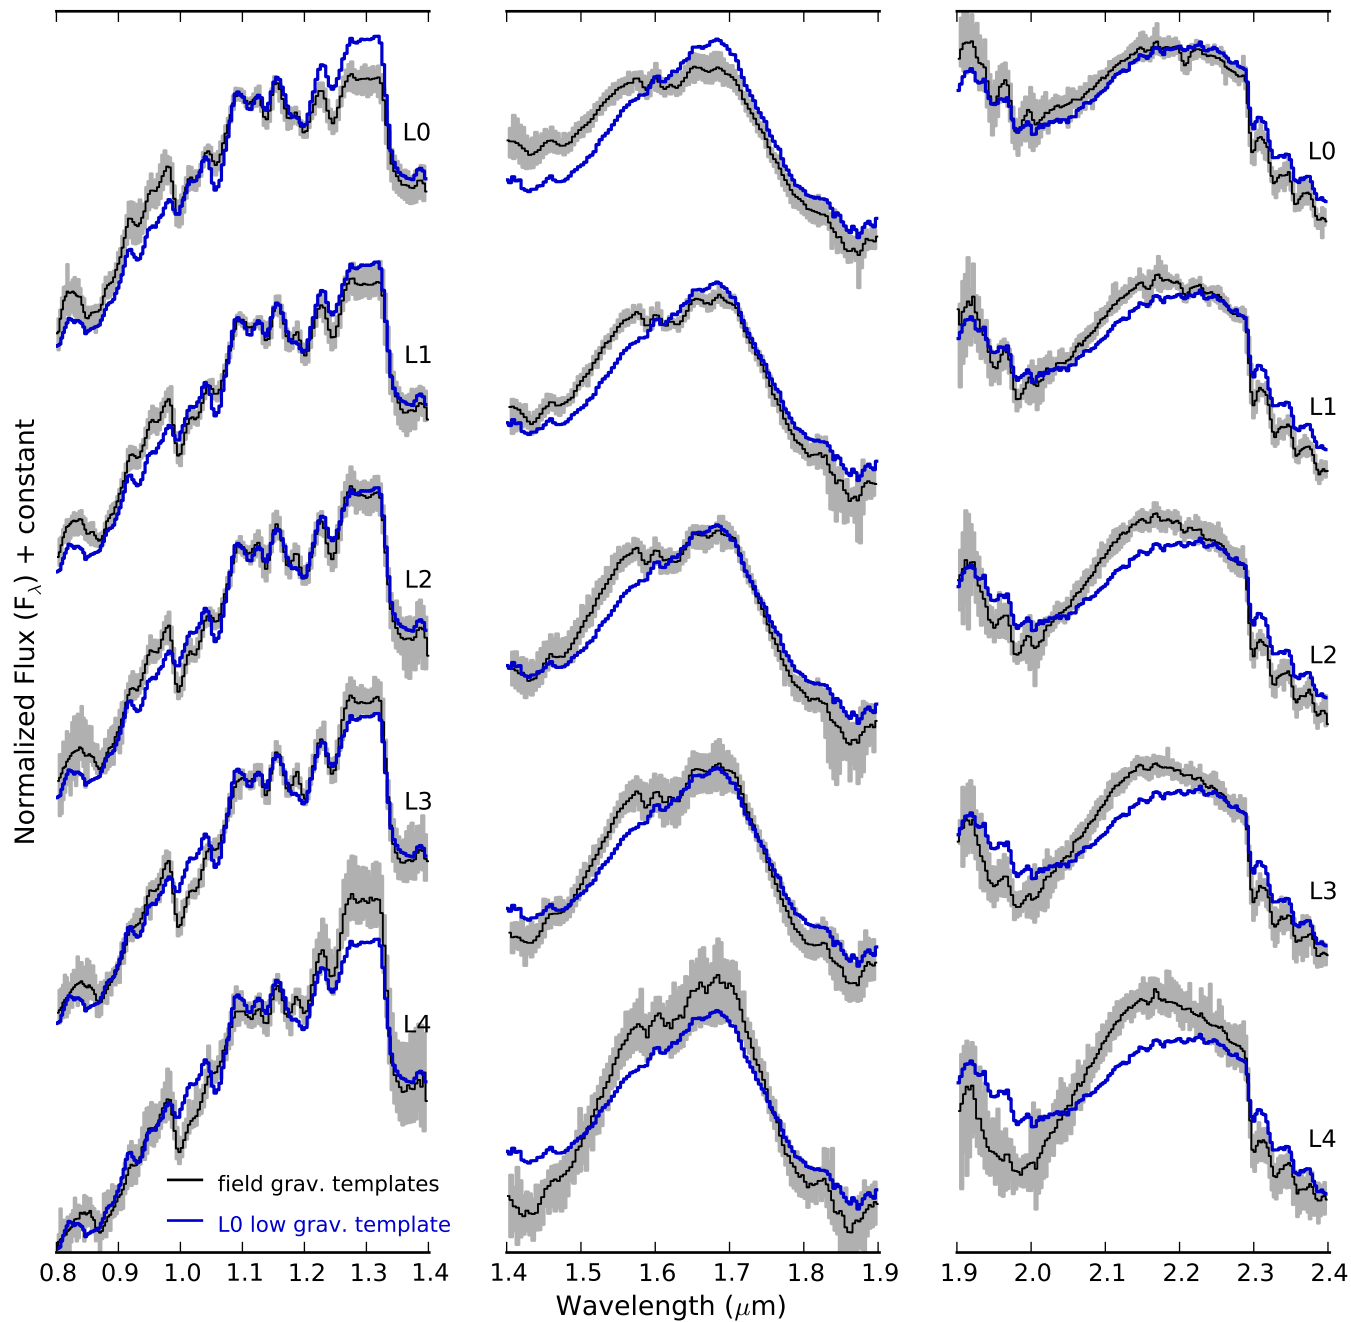 L0
L0
L1
L1
L2
L2
L3
L3
L4
L4
Normalized Flux (Fλ) + constant
field grav. templates
L0 low grav. template
0.8 0.9 1.0 1.1 1.2 1.3 1.4
1.4 1.5 1.6 1.7 1.8 1.9
1.9 2.0 2.1 2.2 2.3 2.4
Wavelength (μm)